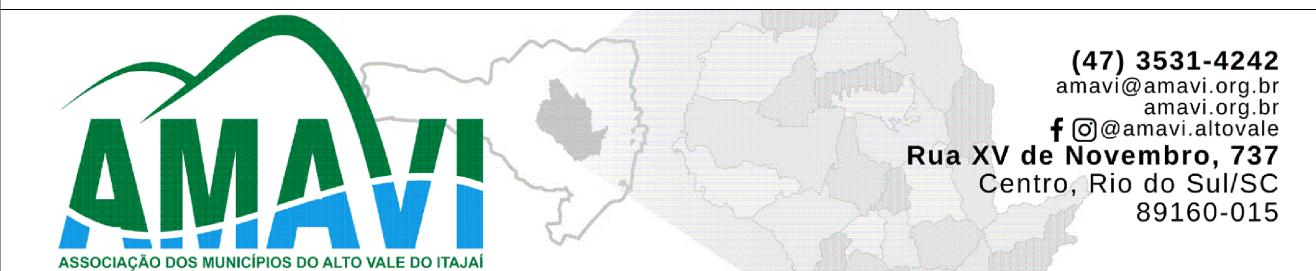 AMAVI
ASSOCIAÇÃO DOS MUNICÍPIOS DO ALTO VALE DO ITAJAÍ
(47) 3531-4242
amavi@amavi.org.br
amavi.org.br
@amavi.altovale
Rua XV de Novembro, 737
Centro, Rio do Sul/SC
89160-015